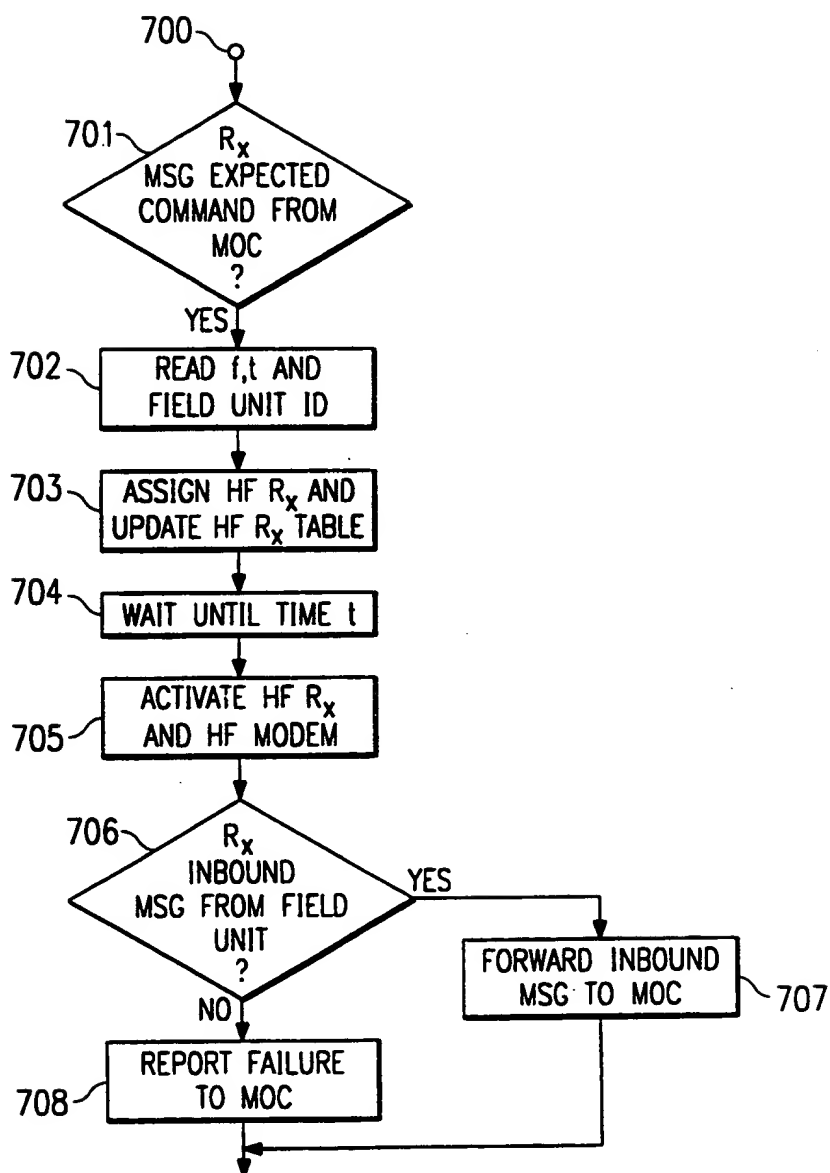 700
701
Rx
MSG EXPECTED
COMMAND FROM
MOC
?
YES
702
READ f,t AND
FIELD UNIT ID
703
ASSIGN HF Rx AND
UPDATE HF Rx TABLE
704
WAIT UNTIL TIME t
705
ACTIVATE HF Rx
AND HF MODEM
706
Rx
INBOUND
MSG FROM FIELD
UNIT
?
YES
FORWARD INBOUND
MSG TO MOC
707
NO
REPORT FAILURE
TO MOC
708